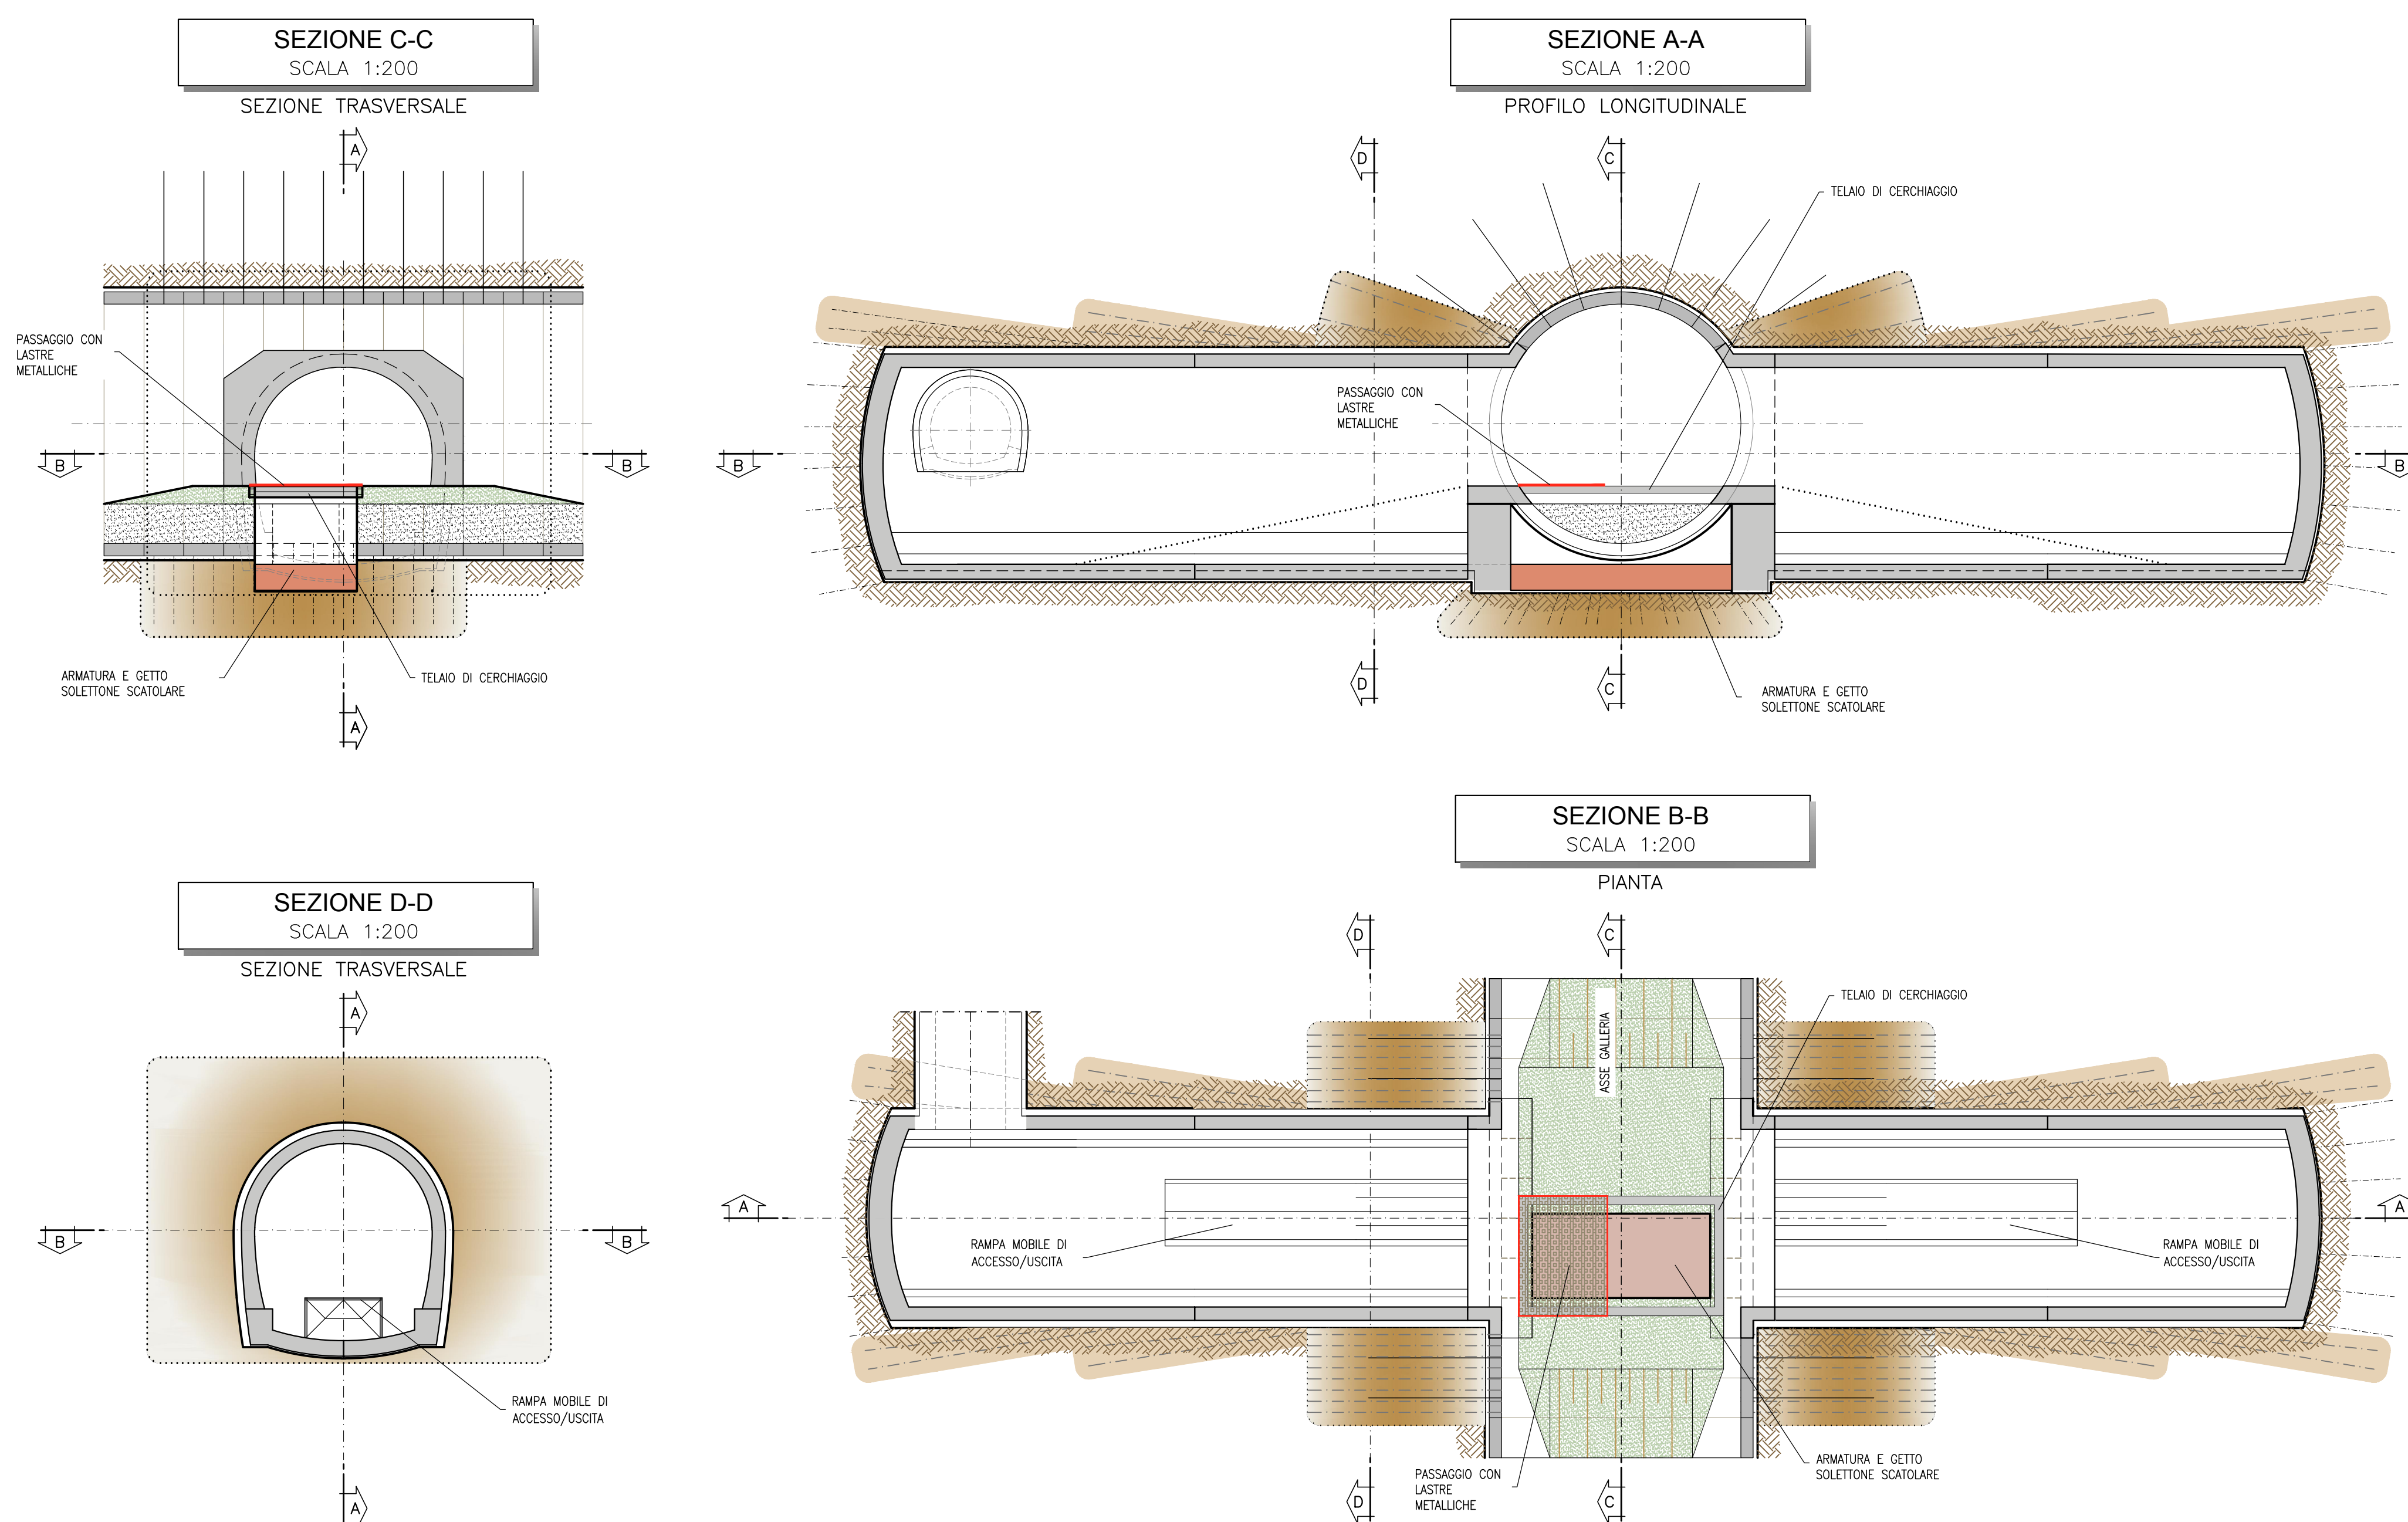 SEZIONE C-C
SCALA 1:200
SEZIONE TRASVERSALE
A
PASSAGGIO CON
LASTRE
METALLICHE
B
B
ARMATURA E GETTO
SOLETTONE SCATOLARE
TELAIO DI CERCHIAGGIO
A
SEZIONE A-A
SCALA 1:200
PROFILO LONGITUDINALE
D
C
TELAIO DI CERCHIAGGIO
PASSAGGIO CON
LASTRE
METALLICHE
B
B
D
C
ARMATURA E GETTO
SOLETTONE SCATOLARE
SEZIONE D-D
SCALA 1:200
SEZIONE TRASVERSALE
A
B
B
RAMPA MOBILE DI
ACCESSO/USCITA
A
SEZIONE B-B
SCALA 1:200
PIANTA
D
C
TELAIO DI CERCHIAGGIO
ASSE GALLERIA
A
A
RAMPA MOBILE DI
ACCESSO/USCITA
RAMPA MOBILE DI
ACCESSO/USCITA
PASSAGGIO CON
LASTRE
METALLICHE
ARMATURA E GETTO
SOLETTONE SCATOLARE
D
C